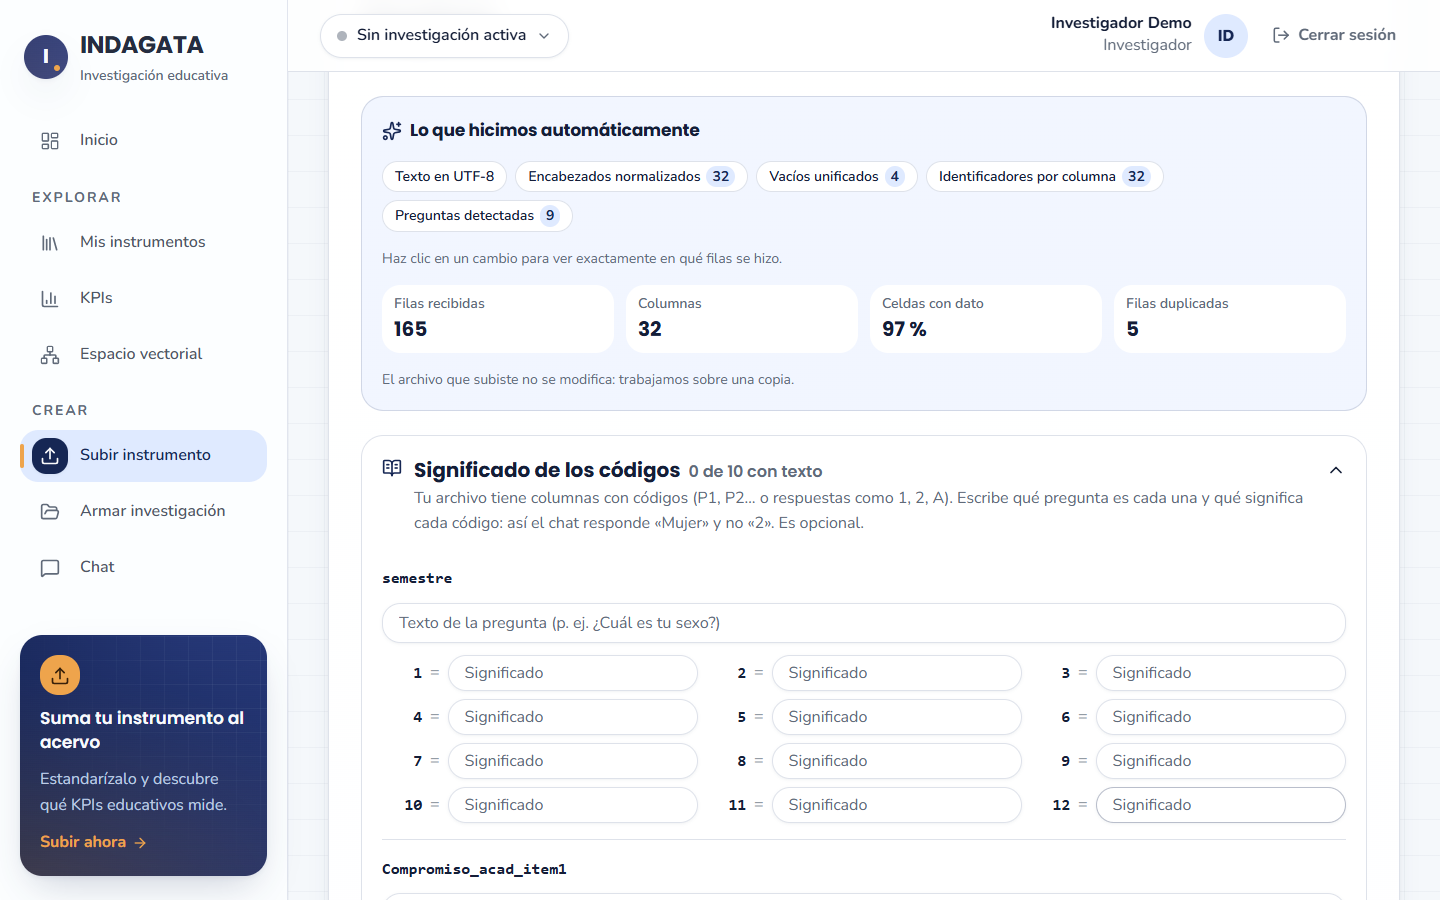 I
INDAGATA
Investigación educativa
Sin investigación activa
Investigador Demo
Investigador
ID
Cerrar sesión
Inicio
EXPLORAR
Mis instrumentos
KPIs
Espacio vectorial
CREAR
Subir instrumento
Armar investigación
Chat
Suma tu instrumento al
acervo
Estandarízalo y descubre
qué KPIs educativos mide.
Subir ahora →
Lo que hicimos automáticamente
Texto en UTF-8
Encabezados normalizados 32
Vacíos unificados 4
Identificadores por columna 32
Preguntas detectadas 9
Haz clic en un cambio para ver exactamente en qué filas se hizo.
Filas recibidas
165
Columnas
32
Celdas con dato
97 %
Filas duplicadas
5
El archivo que subiste no se modifica: trabajamos sobre una copia.
Significado de los códigos 0 de 10 con texto
Tu archivo tiene columnas con códigos (P1, P2... o respuestas como 1, 2, A). Escribe qué pregunta es cada una y qué significa
cada código: así el chat responde «Mujer» y no «2». Es opcional.
semestre
Texto de la pregunta (p. ej. ¿Cuál es tu sexo?)
1 = Significado 2 = Significado 3 = Significado
4 = Significado 5 = Significado 6 = Significado
7 = Significado 8 = Significado 9 = Significado
10 = Significado 11 = Significado 12 = Significado
Compromiso_acad_item1